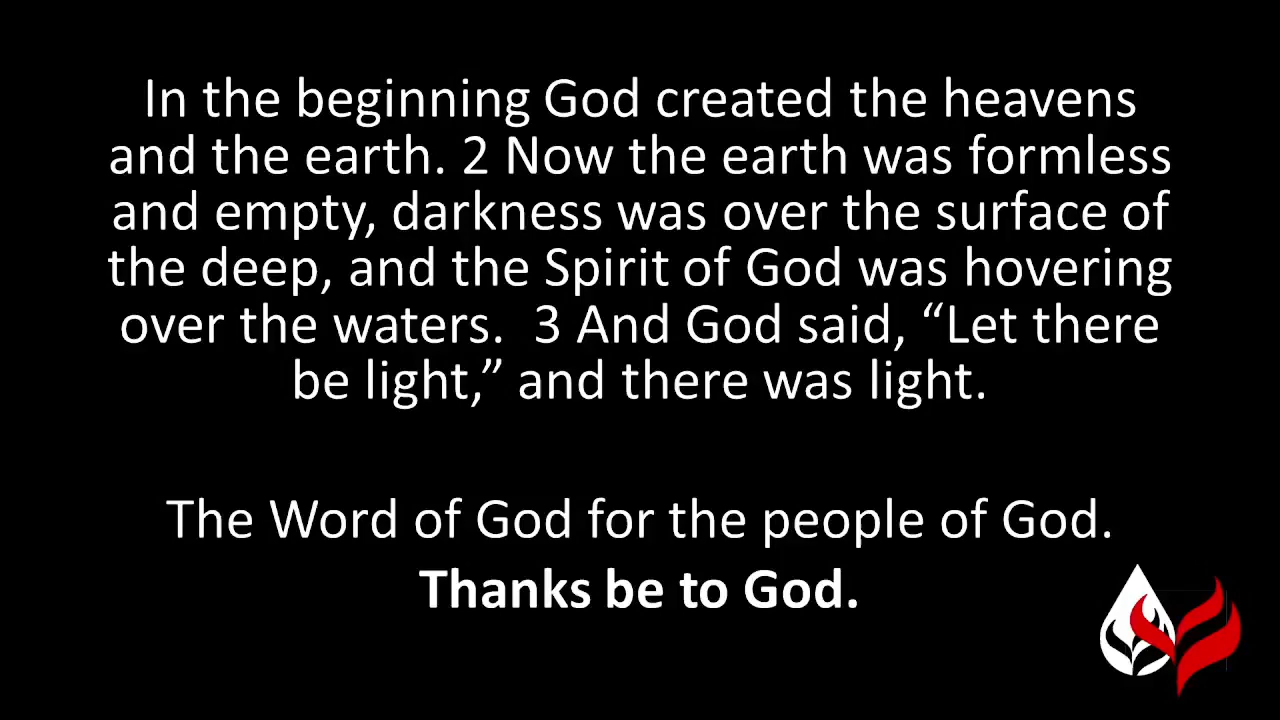 In the beginning God created the heavens
and the earth. 2 Now the earth was formless
and empty, darkness was over the surface of
the deep, and the Spirit of God was hovering
over the waters.  3 And God said, “Let there
be light,” and there was light.
The Word of God for the people of God.
Thanks be to God.